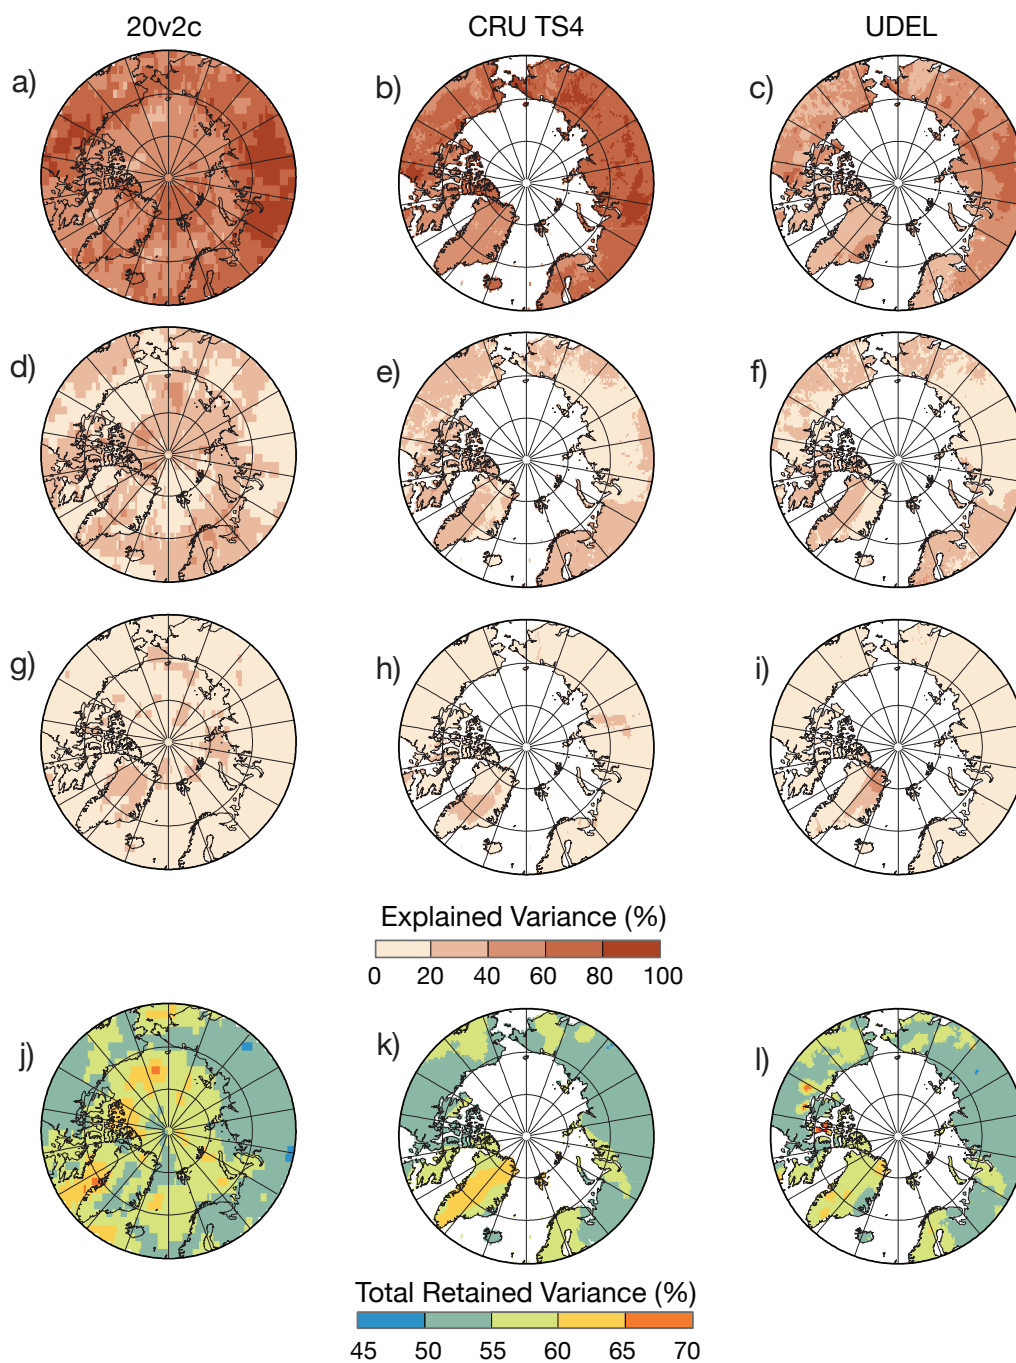 20v2c CRU TS4 UDEL
a) b) c)
d) e) f)
g) h) i)
Explained Variance (%)
0 20 40 60 80 100
j) k) l)
Total Retained Variance (%)
45 50 55 60 65 70